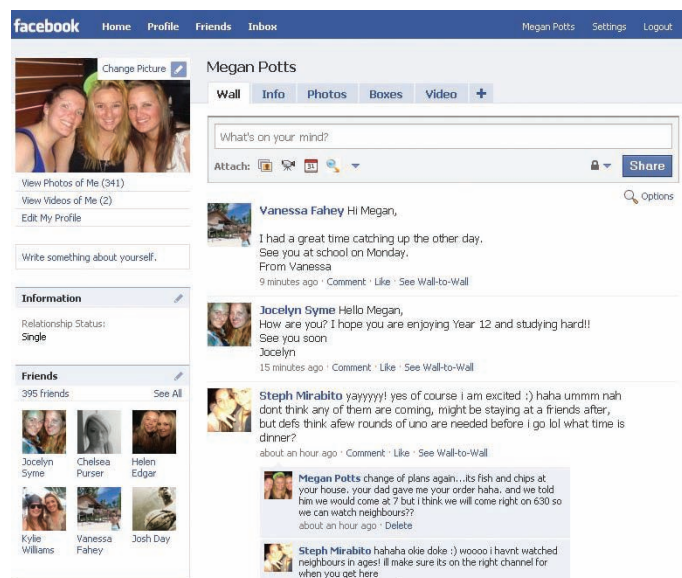 facebook Home Profile Friends Inbox Megan Potts Settings Logout
Change Picture
View Photos of Me (341)
View Videos of Me (2)
Edit My Profile
Write something about yourself.
Information
Relationship Status:
Single
Friends
395 friends See All
Jocelyn Syme
Chelsea Purser
Helen Edgar
Kylie Williams
Vanessa Fahey
Josh Day
Megan Potts
Wall Info Photos Boxes Video +
What's on your mind?
Attach: 31 Share
Options
Vanessa Fahey Hi Megan,
I had a great time catching up the other day.
See you at school on Monday.
From Vanessa
9 minutes ago · Comment · Like · See Wall-to-Wall
Jocelyn Syme Hello Megan,
How are you? I hope you are enjoying Year 12 and studying hard!!
See you soon
Jocelyn
15 minutes ago · Comment · Like · See Wall-to-Wall
Steph Mirabito yayyyy! yes of course i am excited :) haha ummm nah
dont think any of them are coming, might be staying at a friends after,
but defs think afew rounds of uno are needed before i go lol what time is
dinner?
about an hour ago · Comment · Like · See Wall-to-Wall
Megan Potts change of plans again...its fish and chips at
your house. your dad gave me your order haha. and we told
him we would come at 7 but i think we will come right on 630 so
we can watch neighbours??
about an hour ago · Delete
Steph Mirabito hahaha okie doke :) woooo i havnt watched
neighbours in ages! ill make sure its on the right channel for
when you get here